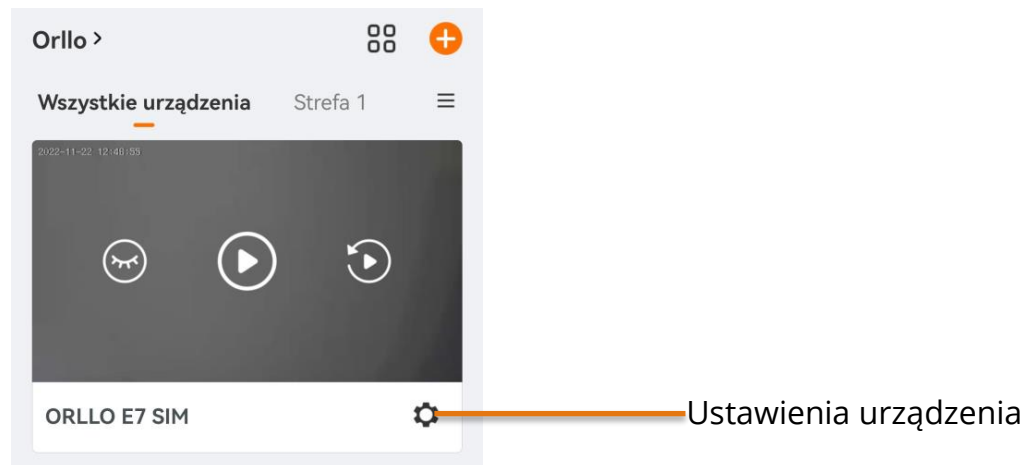 Orllo >
Wszystkie urządzenia Strefa 1
2022-11-22 12:46:53
ORLLO E7 SIM
Ustawienia urządzenia